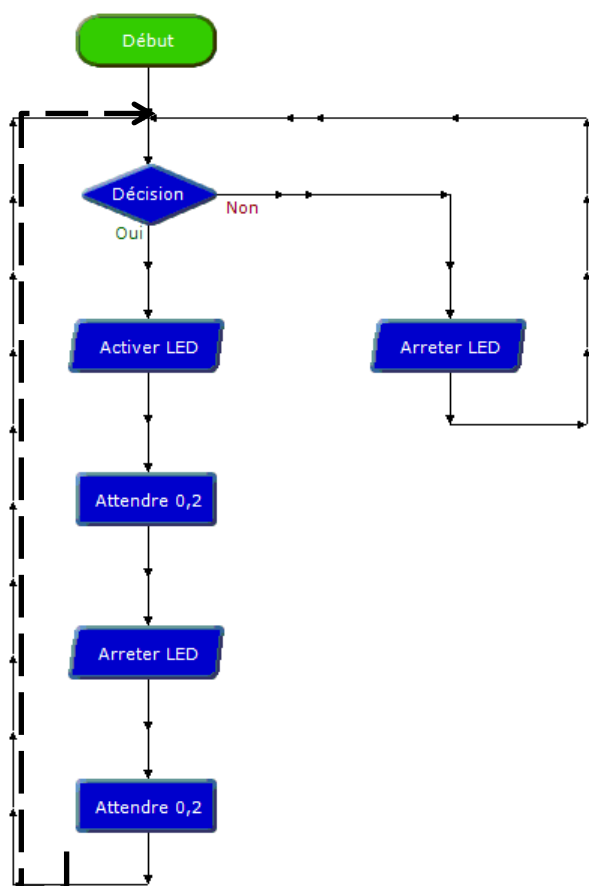 Début
Décision
Non
Oui
Activer LED
Arreter LED
Attendre 0,2
Arreter LED
Attendre 0,2